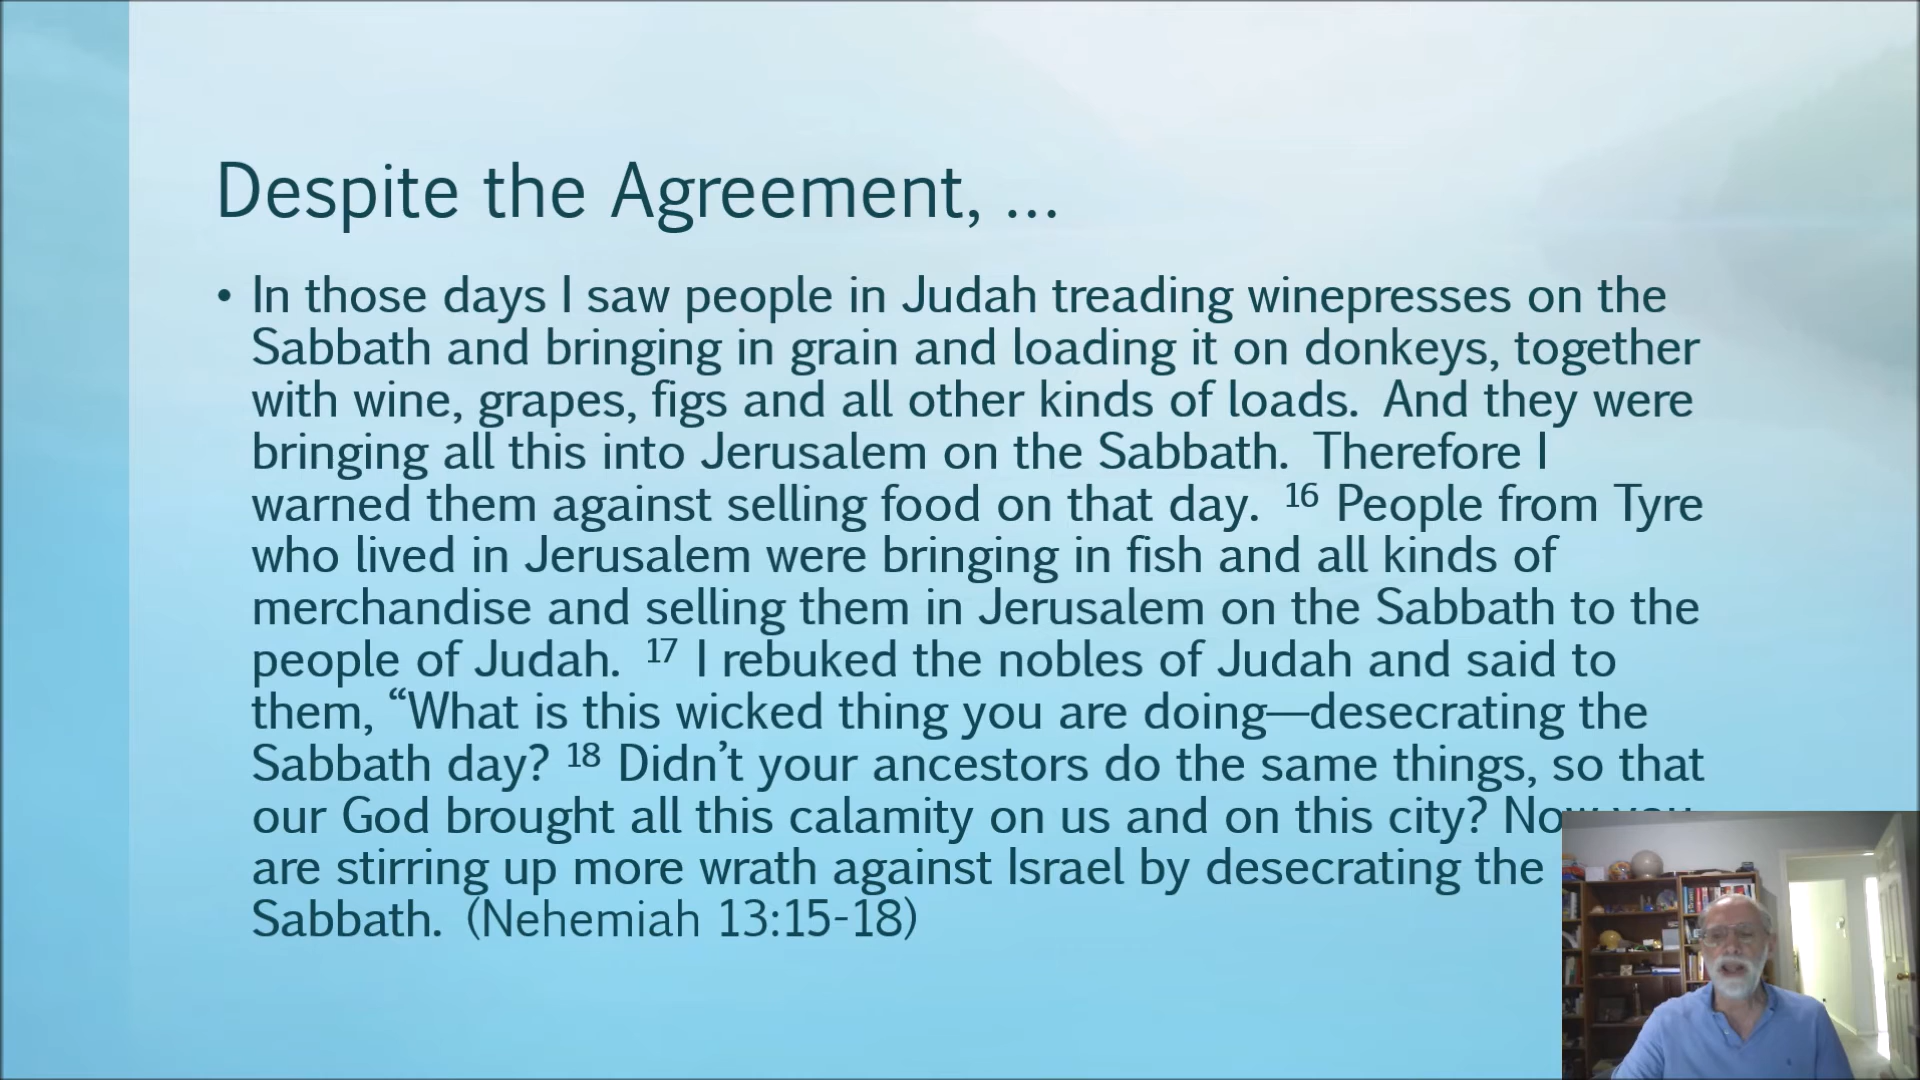 Despite the Agreement, ...
• In those days I saw people in Judah treading winepresses on the
Sabbath and bringing in grain and loading it on donkeys, together
with wine, grapes, figs and all other kinds of loads. And they were
bringing all this into Jerusalem on the Sabbath. Therefore I
warned them against selling food on that day. 16 People from Tyre
who lived in Jerusalem were bringing in fish and all kinds of
merchandise and selling them in Jerusalem on the Sabbath to the
people of Judah. 17 I rebuked the nobles of Judah and said to
them, “What is this wicked thing you are doing—desecrating the
Sabbath day? 18 Didn’t your ancestors do the same things, so that
our God brought all this calamity on us and on this city? Now you
are stirring up more wrath against Israel by desecrating the
Sabbath. (Nehemiah 13:15-18)